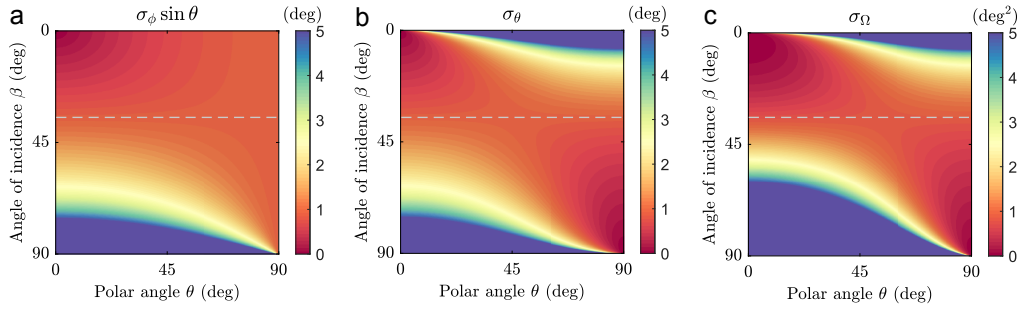 a
σ_ϕ sin θ
(deg)
0
45
90
Angle of incidence β (deg)
0
45
90
Polar angle θ (deg)
5
4
3
2
1
0
b
σ_θ
(deg)
0
45
90
Angle of incidence β (deg)
0
45
90
Polar angle θ (deg)
5
4
3
2
1
0
c
σ_Ω
(deg²)
0
45
90
Angle of incidence β (deg)
0
45
90
Polar angle θ (deg)
5
4
3
2
1
0